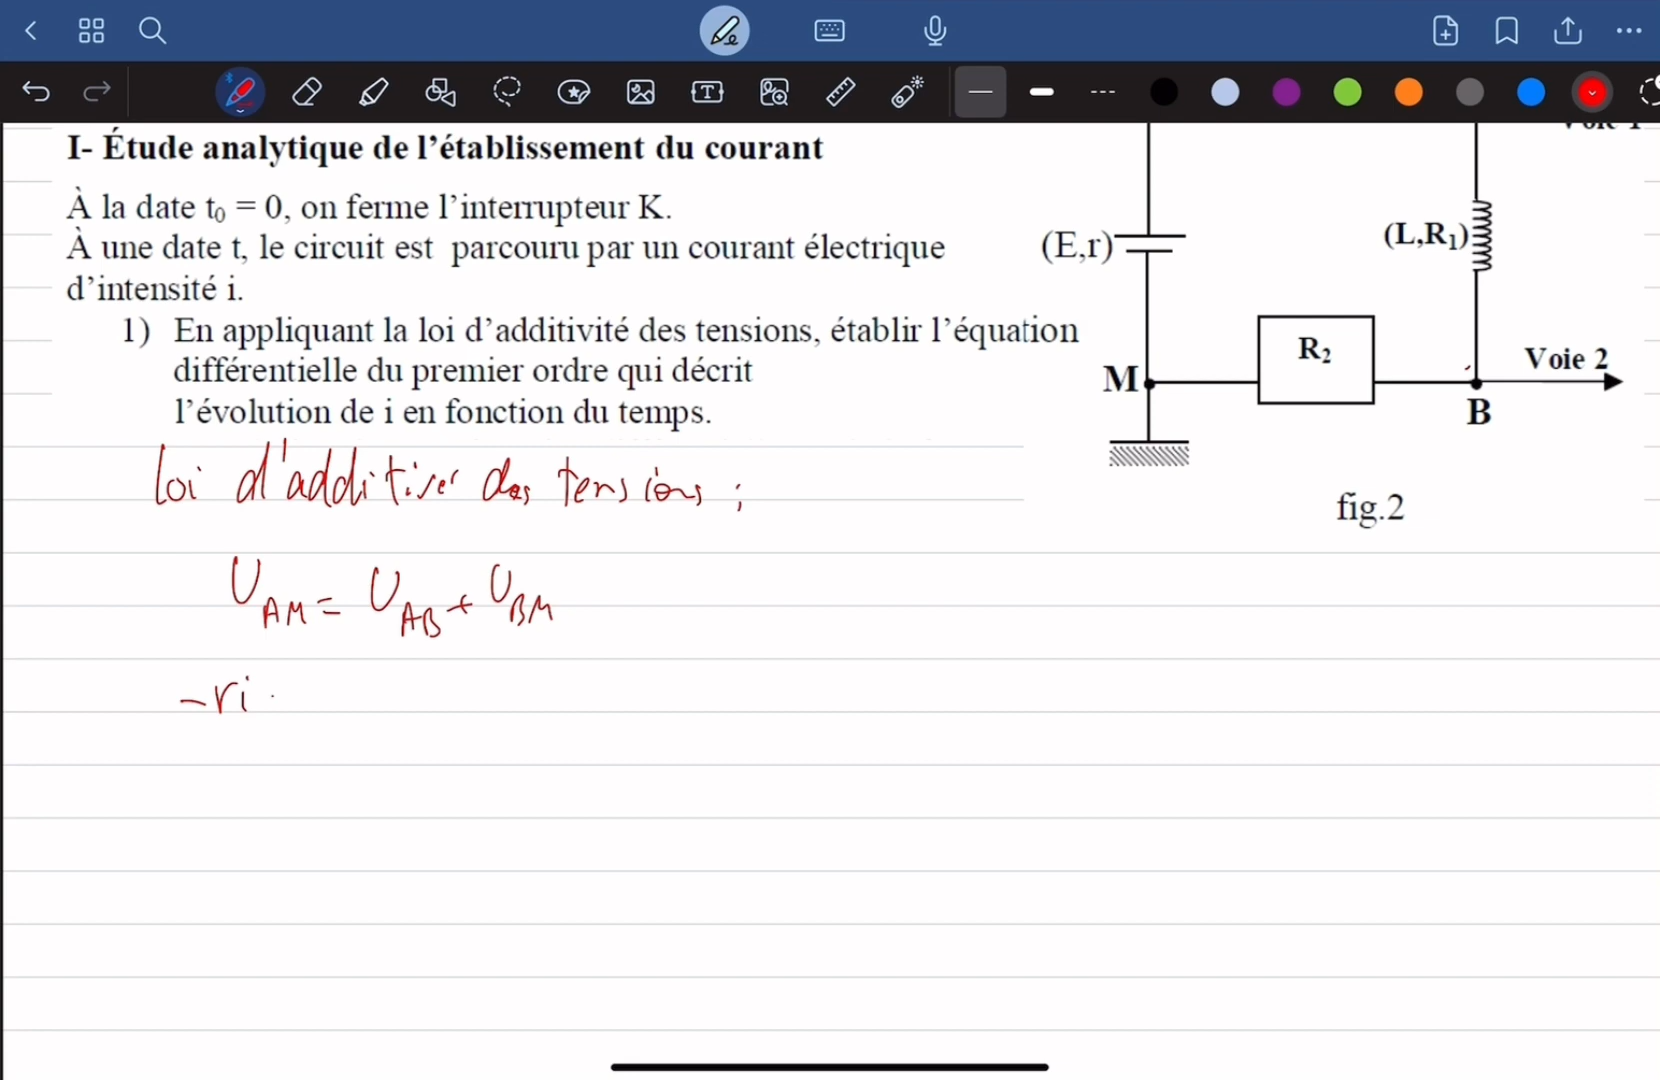 I- Étude analytique de l’établissement du courant
À la date t₀ = 0, on ferme l’interrupteur K.
À une date t, le circuit est parcouru par un courant électrique
d’intensité i.
1) En appliquant la loi d’additivité des tensions, établir l’équation
différentielle du premier ordre qui décrit
l’évolution de i en fonction du temps.
(E,r)
(L,R₁)
R₂
Voie 2
M
B
fig.2
loi d'additiver des tensions ;
U_AM = U_AB + U_BM
-ri